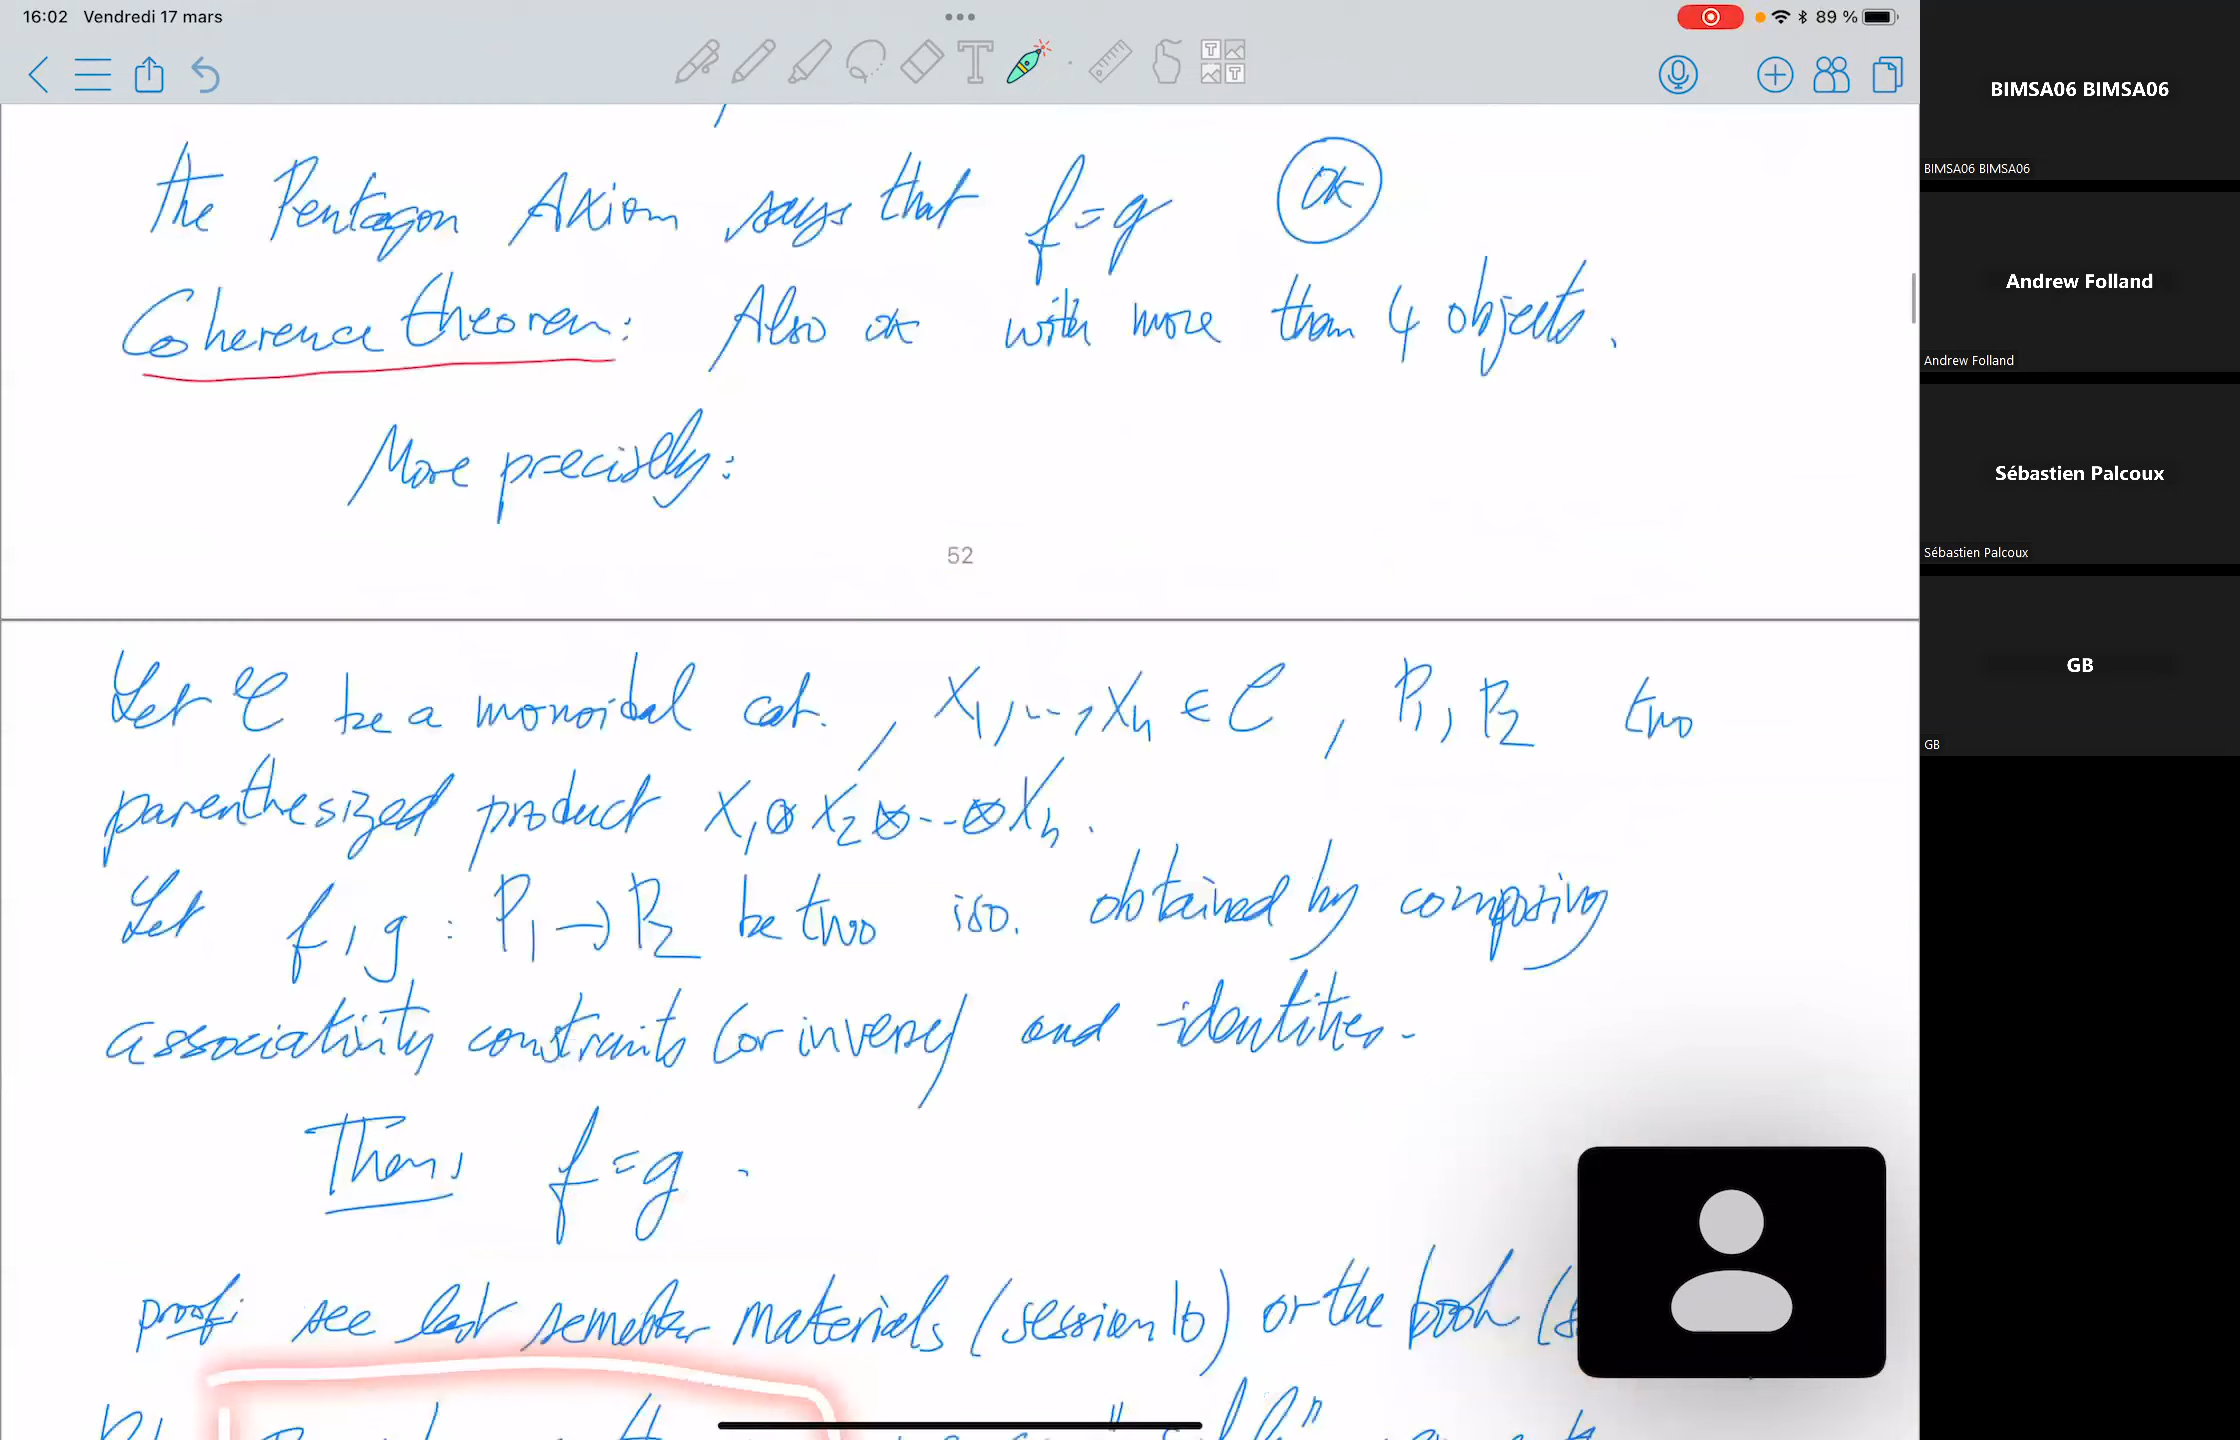 16:02 Vendredi 17 mars
89 %
The Pentagon Axiom says that f = g OK
Coherence theorem: Also ok with more than 4 objects.
More precisely:
52
Let C be a monoidal cat., X1, ..., Xn ∈ C, P1, P2 two
parenthesized product X1 ⊗ X2 ⊗ ... ⊗ Xn.
Let f, g : P1 → P2 be two iso. obtained by composing
associativity constraints (or inverse) and identities.
Then, f = g.
proof: see last semester materials (session 10) or the book (
BIMSA06 BIMSA06
BIMSA06 BIMSA06
Andrew Folland
Andrew Folland
Sébastien Palcoux
Sébastien Palcoux
GB
GB